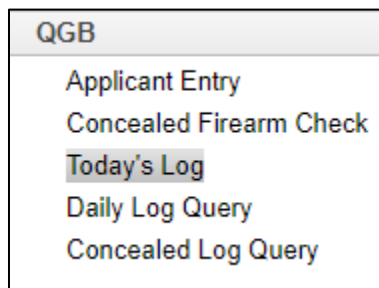 QGB
Applicant Entry
Concealed Firearm Check
Today's Log
Daily Log Query
Concealed Log Query